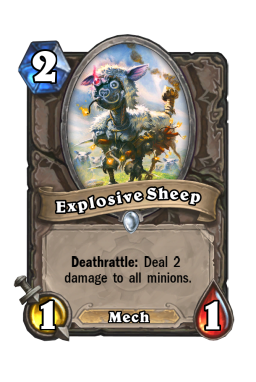 2
Explosive Sheep
Deathrattle: Deal 2
damage to all minions.
1
Mech
1